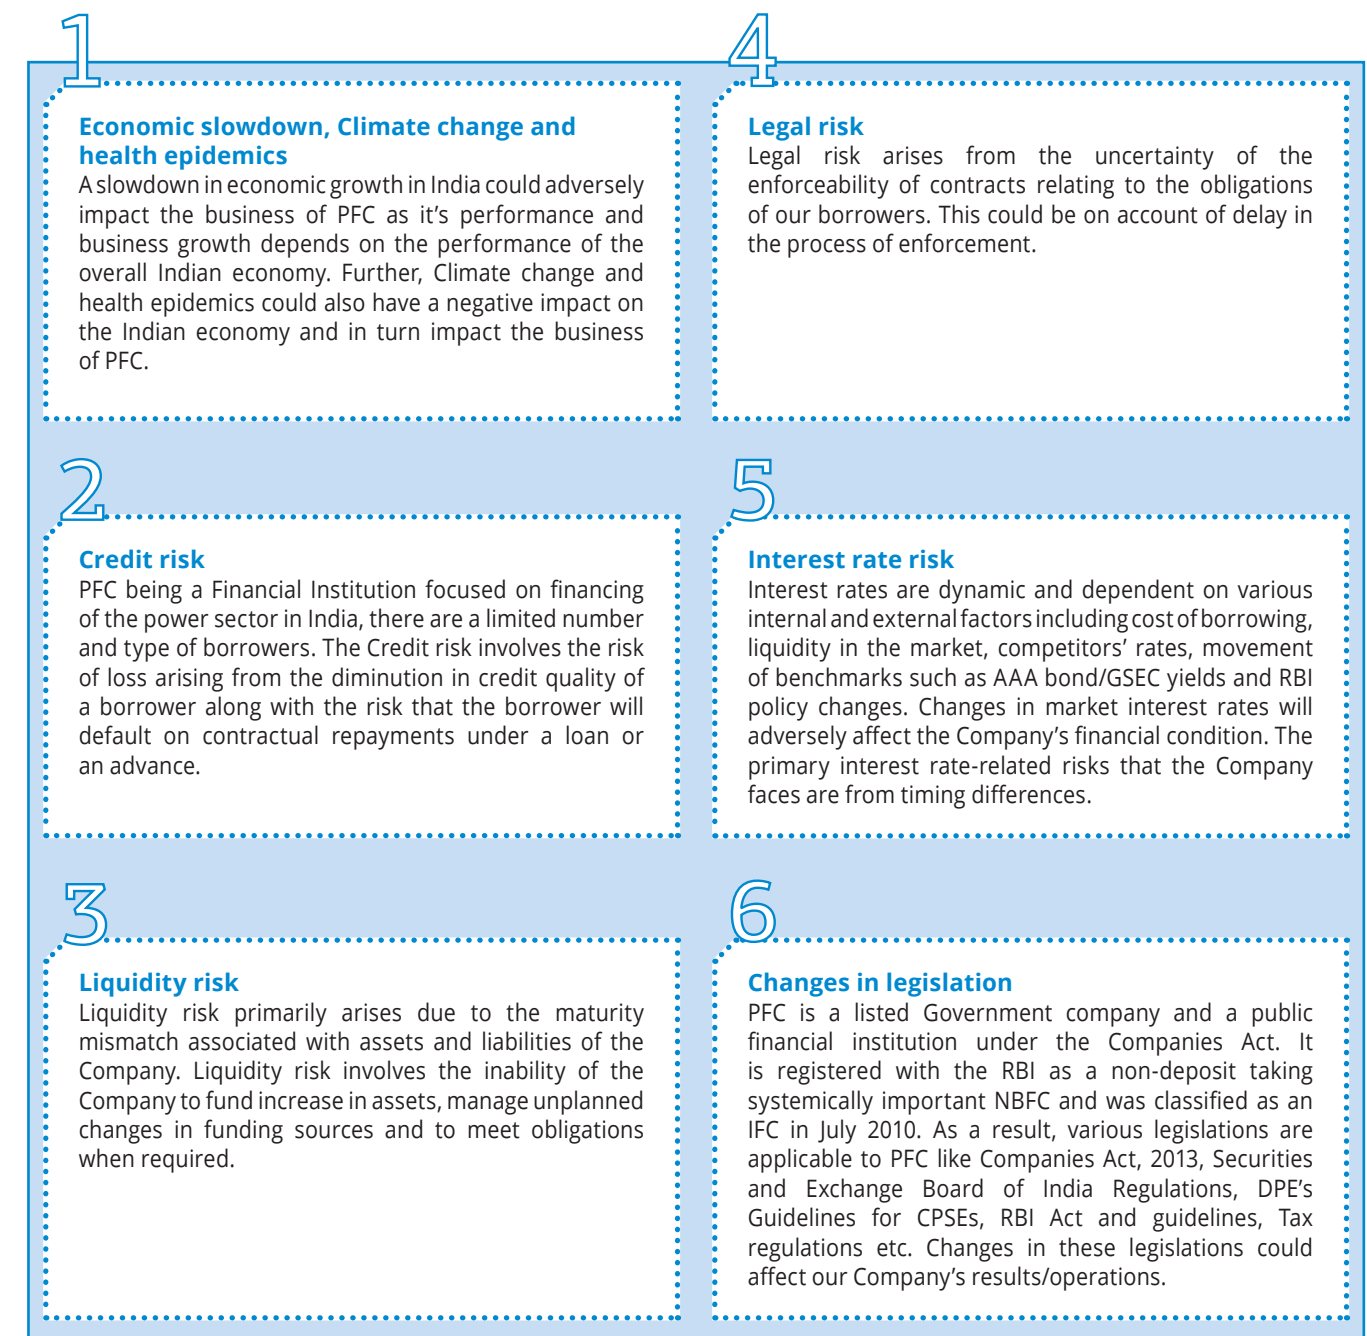 1
Economic slowdown, Climate change and
health epidemics
A slowdown in economic growth in India could adversely
impact the business of PFC as it's performance and
business growth depends on the performance of the
overall Indian economy. Further, Climate change and
health epidemics could also have a negative impact on
the Indian economy and in turn impact the business
of PFC.
2
Credit risk
PFC being a Financial Institution focused on financing
of the power sector in India, there are a limited number
and type of borrowers. The Credit risk involves the risk
of loss arising from the diminution in credit quality of
a borrower along with the risk that the borrower will
default on contractual repayments under a loan or
an advance.
3
Liquidity risk
Liquidity risk primarily arises due to the maturity
mismatch associated with assets and liabilities of the
Company. Liquidity risk involves the inability of the
Company to fund increase in assets, manage unplanned
changes in funding sources and to meet obligations
when required.
4
Legal risk
Legal risk arises from the uncertainty of the
enforceability of contracts relating to the obligations
of our borrowers. This could be on account of delay in
the process of enforcement.
5
Interest rate risk
Interest rates are dynamic and dependent on various
internal and external factors including cost of borrowing,
liquidity in the market, competitors' rates, movement
of benchmarks such as AAA bond/GSEC yields and RBI
policy changes. Changes in market interest rates will
adversely affect the Company's financial condition. The
primary interest rate-related risks that the Company
faces are from timing differences.
6
Changes in legislation
PFC is a listed Government company and a public
financial institution under the Companies Act. It
is registered with the RBI as a non-deposit taking
systemically important NBFC and was classified as an
IFC in July 2010. As a result, various legislations are
applicable to PFC like Companies Act, 2013, Securities
and Exchange Board of India Regulations, DPE's
Guidelines for CPSEs, RBI Act and guidelines, Tax
regulations etc. Changes in these legislations could
affect our Company's results/operations.